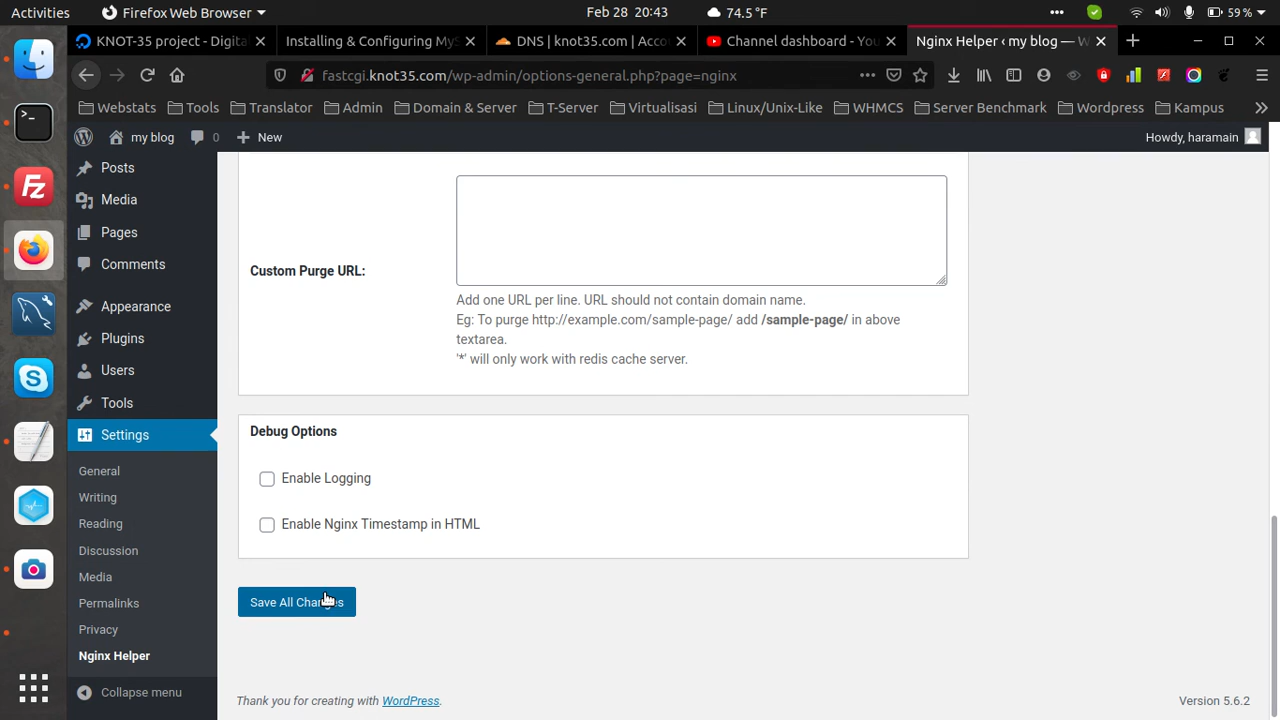 Activities
Firefox Web Browser
Feb 28 20:43
74.5 °F
59 %
KNOT-35 project - Digita
Installing & Configuring MyS
DNS | knot35.com | Acco
Channel dashboard - You
Nginx Helper ‹ my blog — W
fastcgi.knot35.com/wp-admin/options-general.php?page=nginx
Webstats
Tools
Translator
Admin
Domain & Server
T-Server
Virtualisasi
Linux/Unix-Like
WHMCS
Server Benchmark
Wordpress
Kampus
my blog
0
New
Howdy, haramain
Posts
Media
Pages
Comments
Appearance
Plugins
Users
Tools
Settings
General
Writing
Reading
Discussion
Media
Permalinks
Privacy
Nginx Helper
Collapse menu
Custom Purge URL:
Add one URL per line. URL should not contain domain name.
Eg: To purge http://example.com/sample-page/ add /sample-page/ in above
textarea.
'*' will only work with redis cache server.
Debug Options
Enable Logging
Enable Nginx Timestamp in HTML
Save All Changes
Thank you for creating with WordPress.
Version 5.6.2